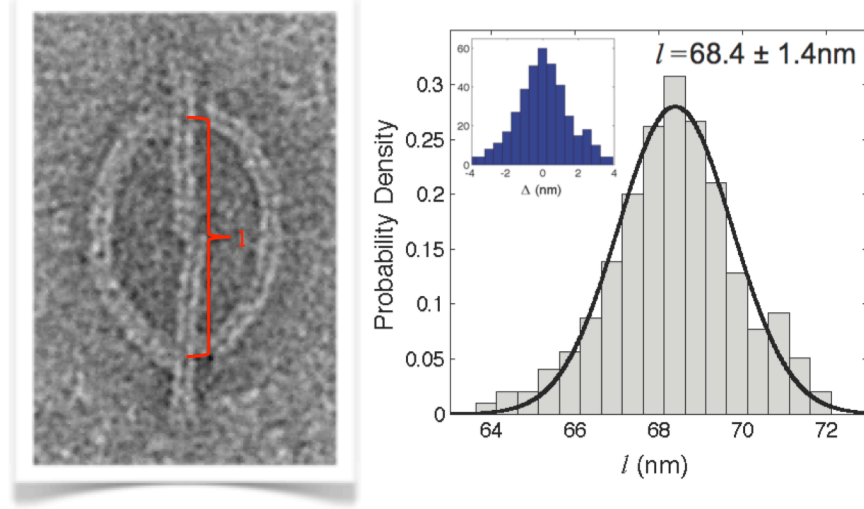 l
l = 68.4 ± 1.4nm
60
40
20
0
-4 -2 0 2 4
Δ (nm)
0.3
0.25
0.2
0.15
0.1
0.05
0
Probability Density
64 66 68 70 72
l (nm)